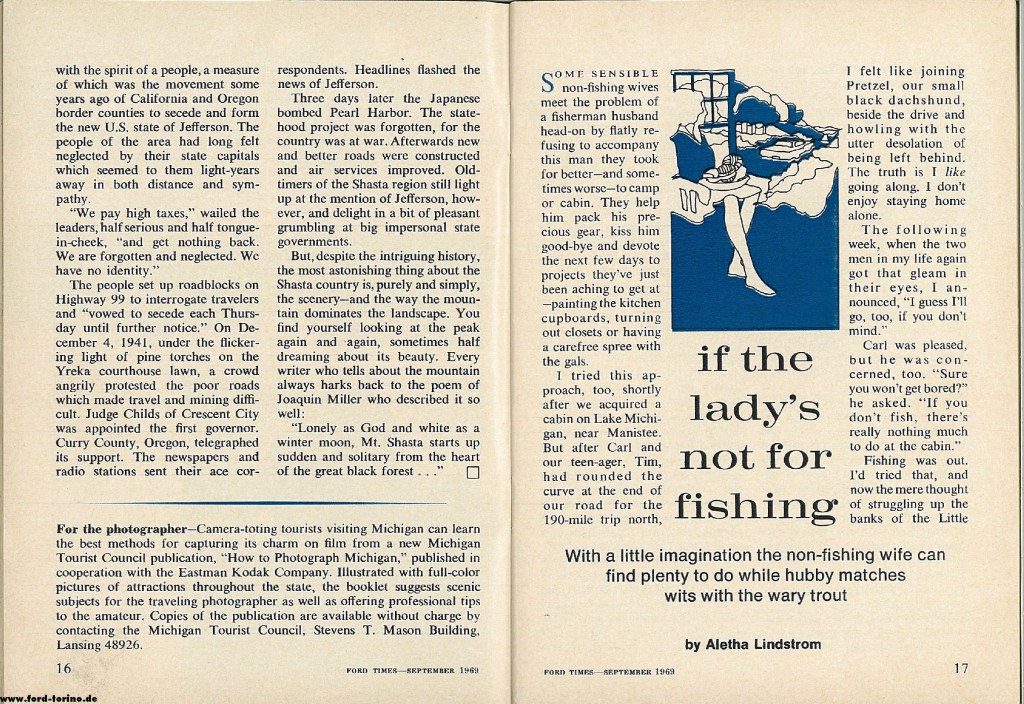 with the spirit of a people, a measure
of which was the movement some
years ago of California and Oregon
border counties to secede and form
the new U.S. state of Jefferson. The
people of the area had long felt
neglected by their state capitals
which seemed to them light-years
away in both distance and sym-
pathy.
"We pay high taxes," wailed the
leaders, half serious and half tongue-
in-cheek, "and get nothing back.
We are forgotten and neglected. We
have no identity."
The people set up roadblocks on
Highway 99 to interrogate travelers
and "vowed to secede each Thurs-
day until further notice." On De-
cember 4, 1941, under the flicker-
ing light of pine torches on the
Yreka courthouse lawn, a crowd
angrily protested the poor roads
which made travel and mining diffi-
cult. Judge Childs of Crescent City
was appointed the first governor.
Curry County, Oregon, telegraphed
its support. The newspapers and
radio stations sent their ace cor-
respondents. Headlines flashed the
news of Jefferson.
Three days later the Japanese
bombed Pearl Harbor. The state-
hood project was forgotten, for the
country was at war. Afterwards new
and better roads were constructed
and air services improved. Old-
timers of the Shasta region still light
up at the mention of Jefferson, how-
ever, and delight in a bit of pleasant
grumbling at big impersonal state
governments.
But, despite the intriguing history,
the most astonishing thing about the
Shasta country is, purely and simply,
the scenery—and the way the moun-
tain dominates the landscape. You
find yourself looking at the peak
again and again, sometimes half
dreaming about its beauty. Every
writer who tells about the mountain
always harks back to the poem of
Joaquin Miller who described it so
well:
"Lonely as God and white as a
winter moon, Mt. Shasta starts up
sudden and solitary from the heart
of the great black forest . . ."
For the photographer—Camera-toting tourists visiting Michigan can learn
the best methods for capturing its charm on film from a new Michigan
Tourist Council publication, "How to Photograph Michigan," published in
cooperation with the Eastman Kodak Company. Illustrated with full-color
pictures of attractions throughout the state, the booklet suggests scenic
subjects for the traveling photographer as well as offering professional tips
to the amateur. Copies of the publication are available without charge by
contacting the Michigan Tourist Council, Stevens T. Mason Building,
Lansing 48926.
16
FORD TIMES—SEPTEMBER 1969
SOME SENSIBLE
non-fishing wives
meet the problem of
a fisherman husband
head-on by flatly re-
fusing to accompany
this man they took
for better—and some-
times worse—to camp
or cabin. They help
him pack his pre-
cious gear, kiss him
good-bye and devote
the next few days to
projects they've just
been aching to get at
—painting the kitchen
cupboards, turning
out closets or having
a carefree spree with
the gals.
I tried this ap-
proach, too, shortly
after we acquired a
cabin on Lake Michi-
gan, near Manistee.
But after Carl and
our teen-ager, Tim,
had rounded the
curve at the end of
our road for the
190-mile trip north,
if the
lady's
not for
fishing
I felt like joining
Pretzel, our small
black dachshund,
beside the drive and
howling with the
utter desolation of
being left behind.
The truth is I like
going along. I don't
enjoy staying home
alone.
The following
week, when the two
men in my life again
got that gleam in
their eyes, I an-
nounced, "I guess I'll
go, too, if you don't
mind."
Carl was pleased,
but he was con-
cerned, too. "Sure
you won't get bored?"
he asked. "If you
don't fish, there's
really nothing much
to do at the cabin."
Fishing was out.
I'd tried that, and
now the mere thought
of struggling up the
banks of the Little
With a little imagination the non-fishing wife can
find plenty to do while hubby matches
wits with the wary trout
by Aletha Lindstrom
FORD TIMES—SEPTEMBER 1969
17
www.ford-torino.de